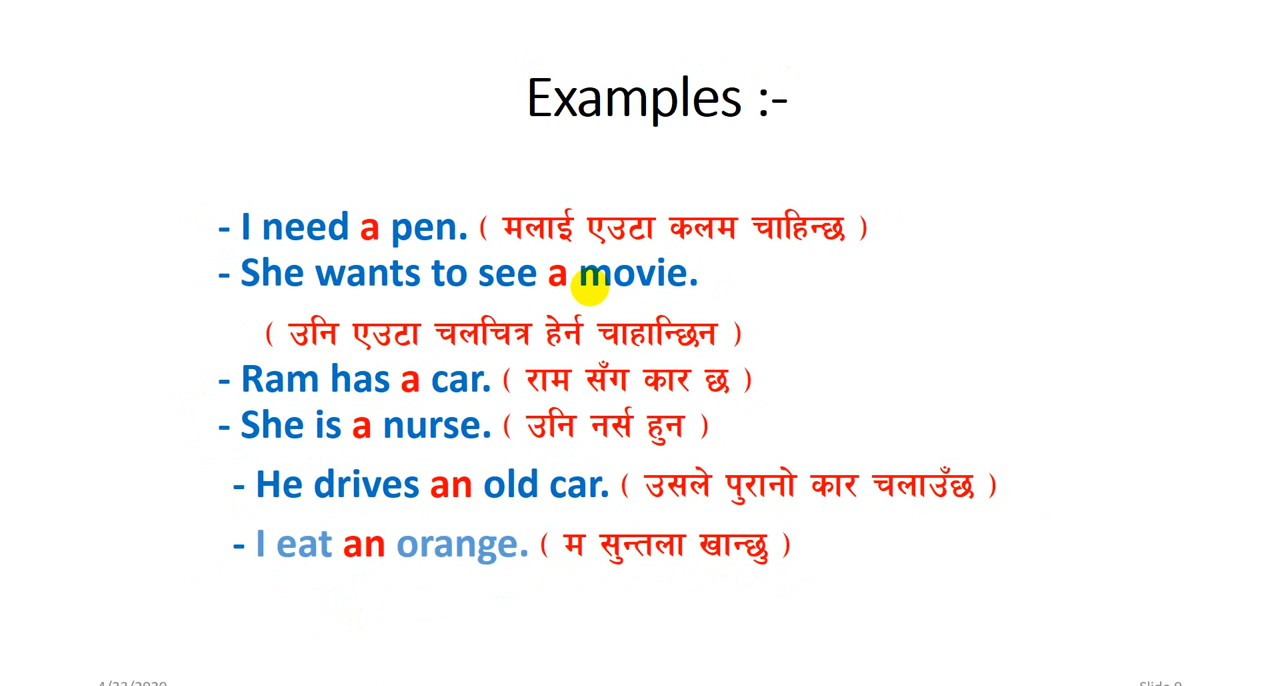 Examples :-
- I need a pen. ( मलाई एउटा कलम चाहिन्छ )
- She wants to see a movie.
( उनि एउटा चलचित्र हेर्न चाहान्छिन )
- Ram has a car. ( राम सँग कार छ )
- She is a nurse. ( उनि नर्स हुन )
- He drives an old car. ( उसले पुरानो कार चलाउँछ )
- I eat an orange. ( म सुन्तला खान्छु )